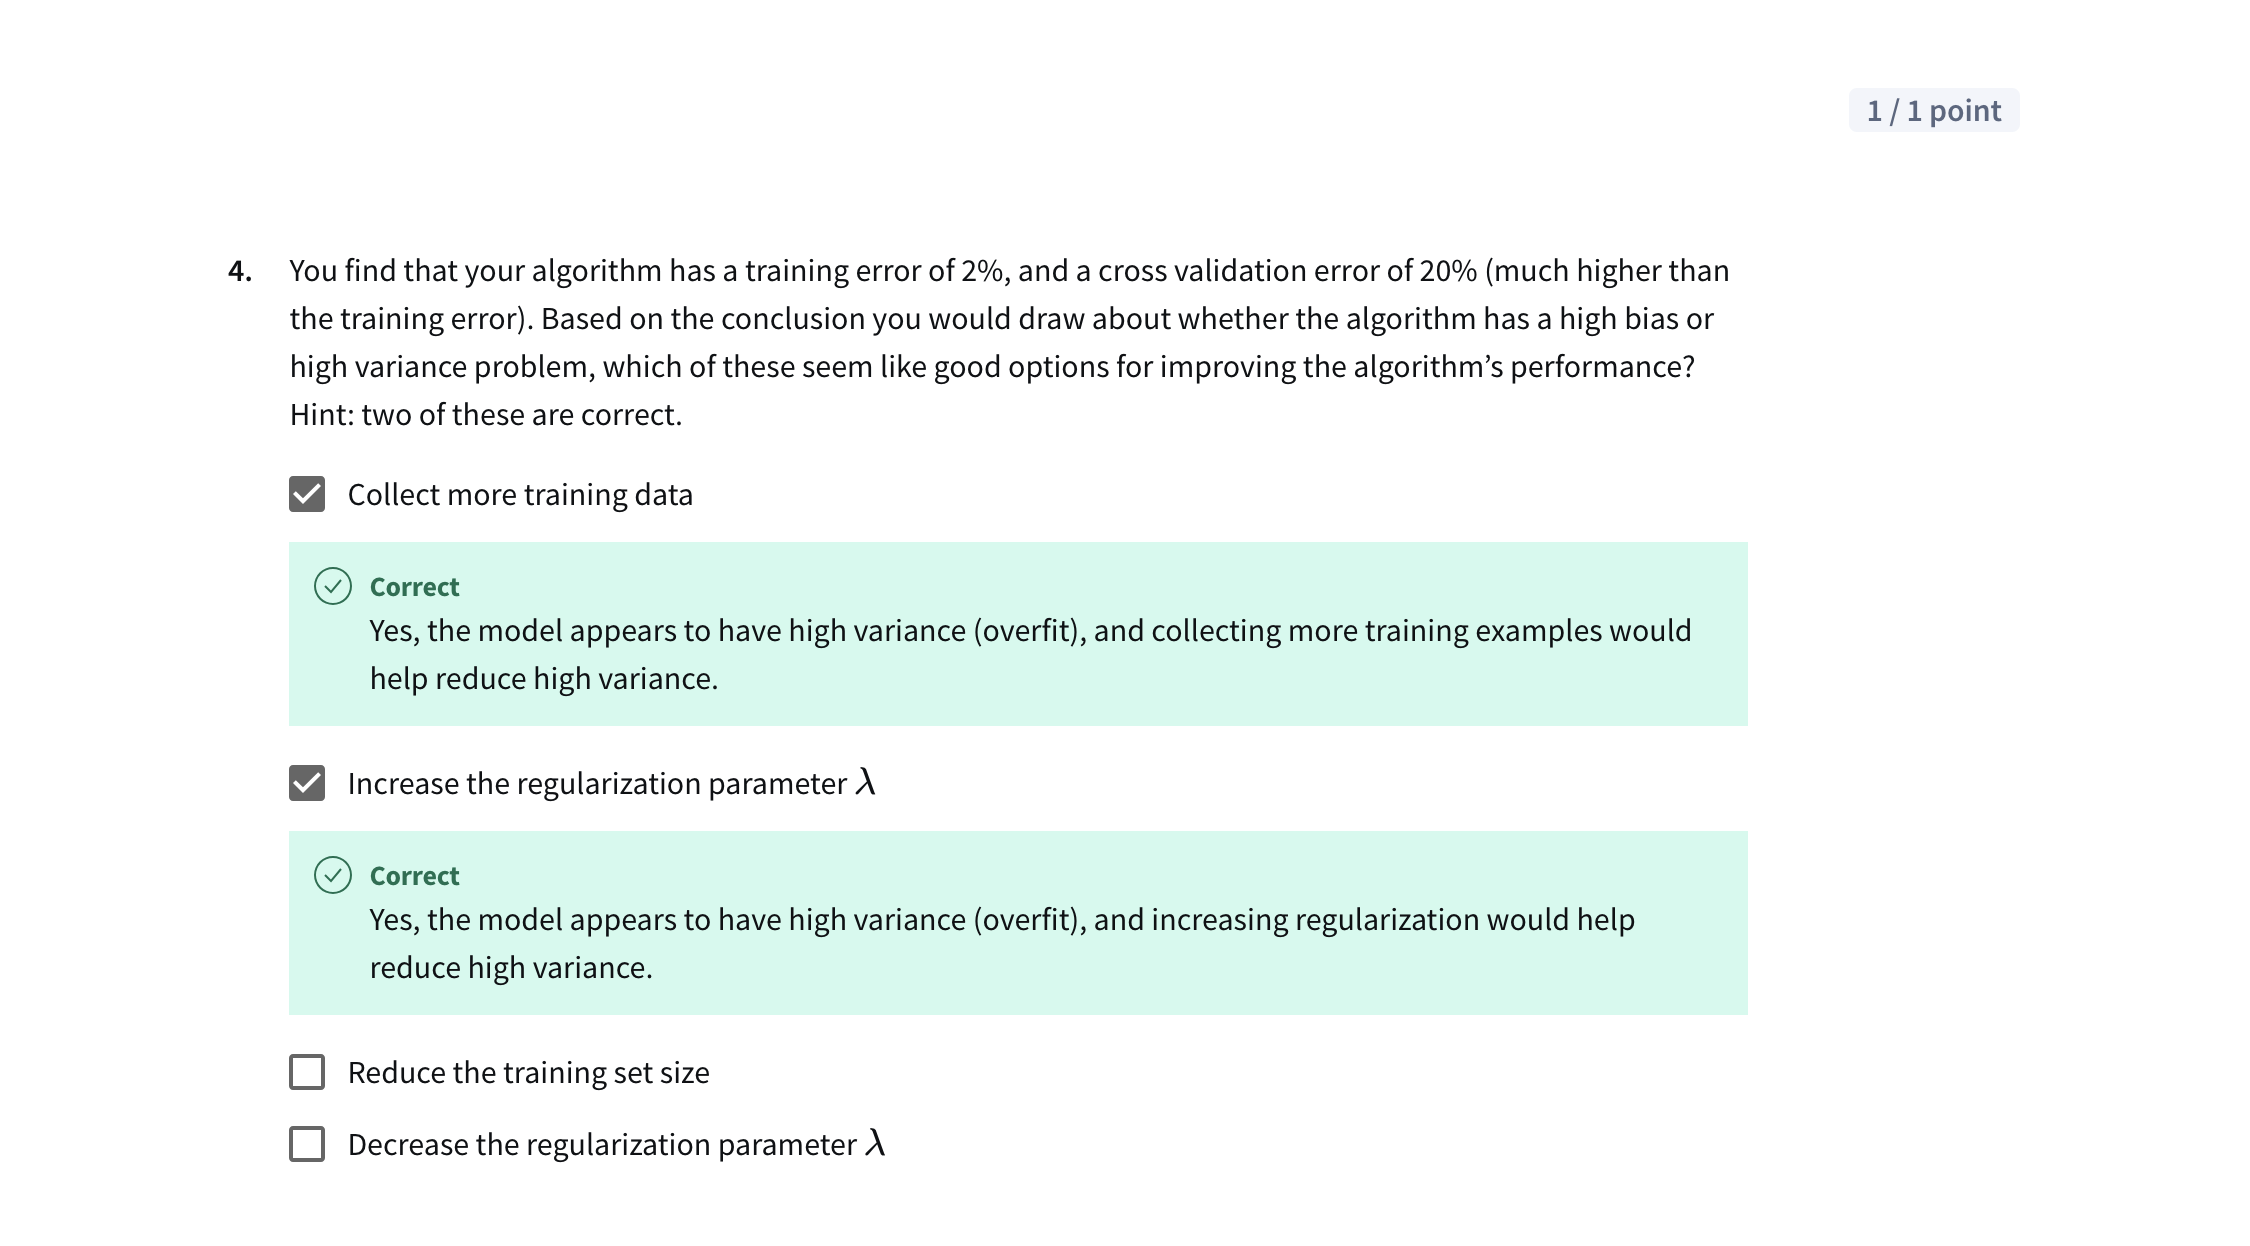 1 / 1 point
4. You find that your algorithm has a training error of 2%, and a cross validation error of 20% (much higher than
the training error). Based on the conclusion you would draw about whether the algorithm has a high bias or
high variance problem, which of these seem like good options for improving the algorithm’s performance?
Hint: two of these are correct.
Collect more training data
Correct
Yes, the model appears to have high variance (overfit), and collecting more training examples would
help reduce high variance.
Increase the regularization parameter λ
Correct
Yes, the model appears to have high variance (overfit), and increasing regularization would help
reduce high variance.
Reduce the training set size
Decrease the regularization parameter λ